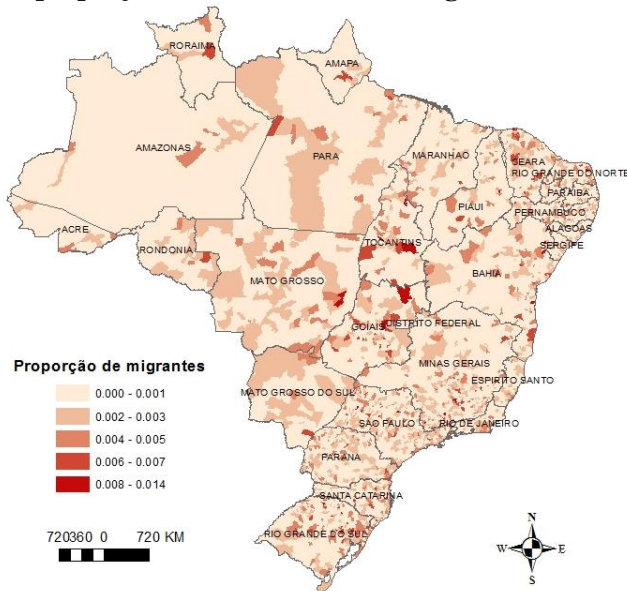 RORAIMA
AMAPA
AMAZONAS
PARA
MARANHAO
CEARA
RIO GRANDE DO NORTE
PARAIBA
PIAUI
PERNAMBUCO
ACRE
ALAGOAS
TOCANTINS
SERGIPE
RONDONIA
BAHIA
MATO GROSSO
GOIAIS
DISTRITO FEDERAL
MINAS GERAIS
Proporção de migrantes
ESPIRITO SANTO
0.000 - 0.001
MATO GROSSO DO SUL
0.002 - 0.003
0.004 - 0.005
SAO PAULO
RIO DE JANEIRO
0.006 - 0.007
PARANA
0.008 - 0.014
SANTA CATARINA
720360 0 720 KM
RIO GRANDE DO SUL
N
W E
S